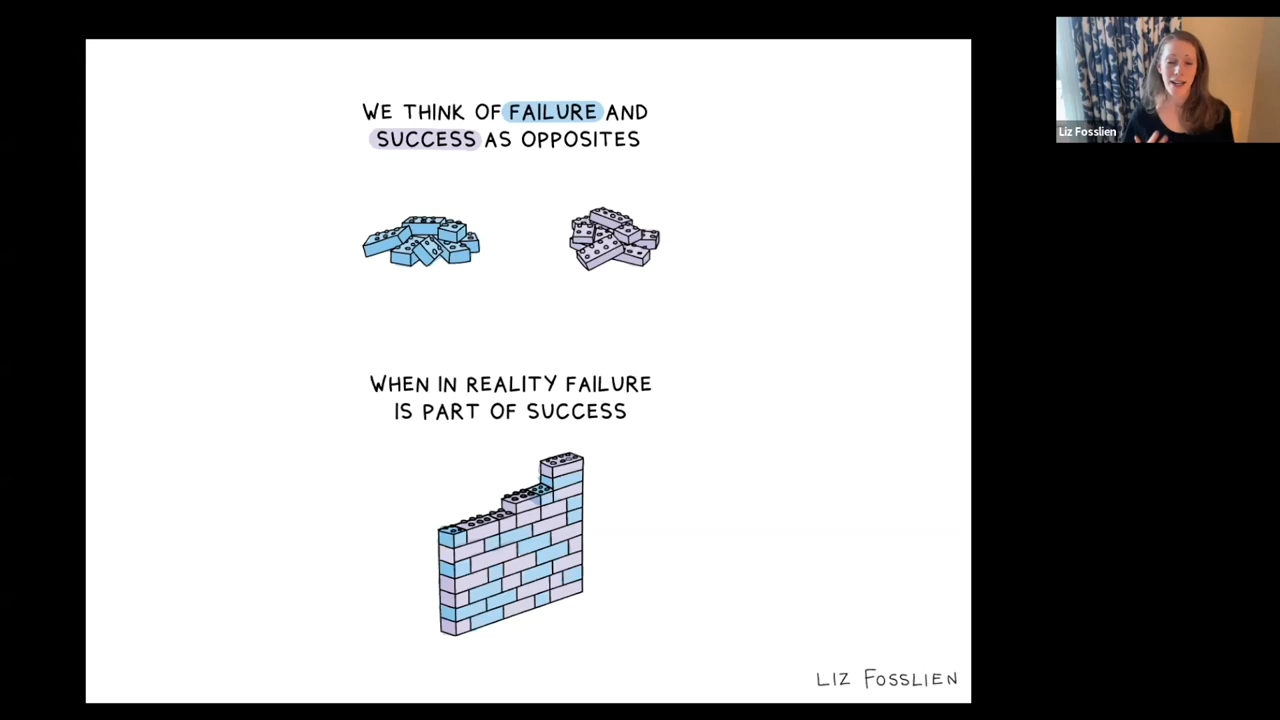 WE THINK OF FAILURE AND
SUCCESS AS OPPOSITES
WHEN IN REALITY FAILURE
IS PART OF SUCCESS
LIZ FOSSLIEN
Liz Fosslien